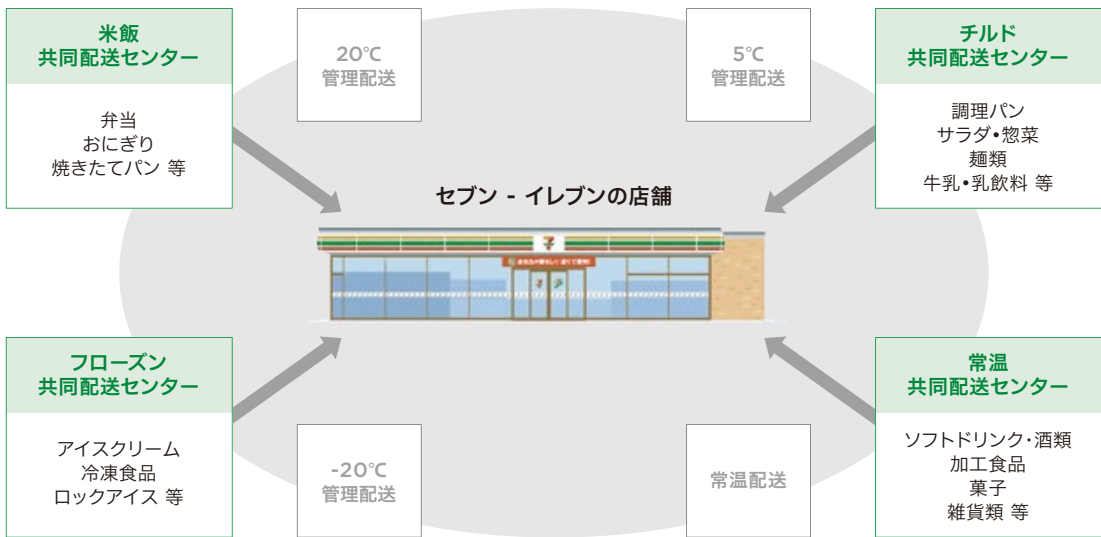 米飯
共同配送センター
弁当
おにぎり
焼きたてパン 等
20℃
管理配送
5℃
管理配送
チルド
共同配送センター
調理パン
サラダ・惣菜
麺類
牛乳・乳飲料 等
セブン - イレブンの店舗
7
フローズン
共同配送センター
アイスクリーム
冷凍食品
ロックアイス 等
-20℃
管理配送
常温配送
常温
共同配送センター
ソフトドリンク・酒類
加工食品
菓子
雑貨類 等